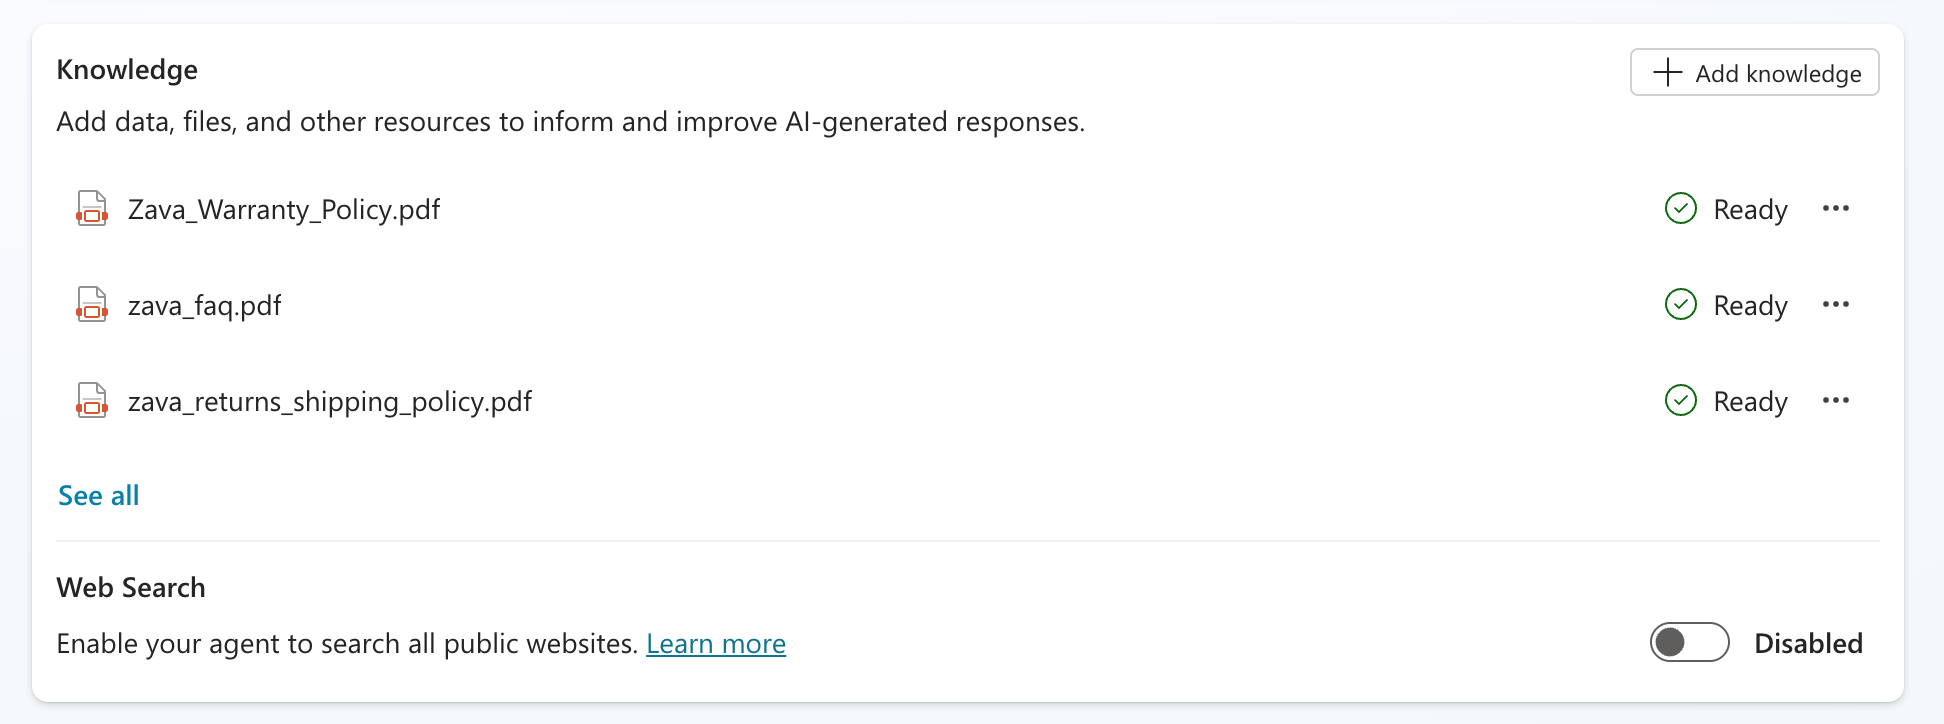 Knowledge
Add knowledge
Add data, files, and other resources to inform and improve AI-generated responses.
Zava_Warranty_Policy.pdf Ready
zava_faq.pdf Ready
zava_returns_shipping_policy.pdf Ready
See all
Web Search
Enable your agent to search all public websites. Learn more Disabled